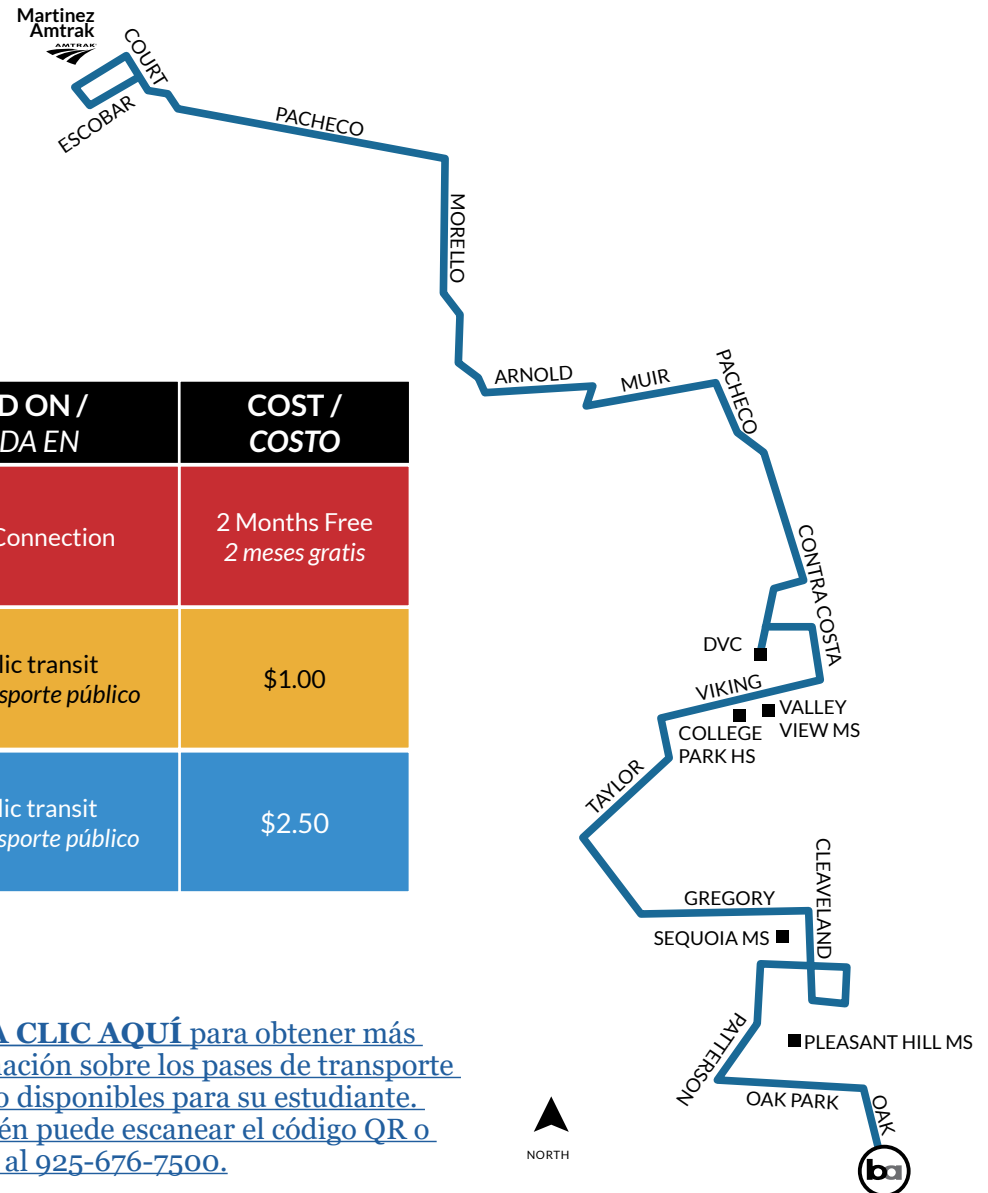 Martinez
Amtrak
AMTRAK
COURT
ESCOBAR
PACHECO
MORELLO
ARNOLD
MUIR
PACHECO
CONTRA COSTA
DVC
VIKING
VALLEY
VIEW MS
COLLEGE
PARK HS
TAYLOR
GREGORY
CLEAVELAND
SEQUOIA MS
PATTERSON
PLEASANT HILL MS
OAK PARK
OAK
ba
NORTH
D ON /
DA EN
COST /
COSTO
Connection
2 Months Free
2 meses gratis
lic transit
sporte público
$1.00
lic transit
sporte público
$2.50
A CLIC AQUÍ para obtener más
ación sobre los pases de transporte
o disponibles para su estudiante.
én puede escanear el código QR o
al 925-676-7500.